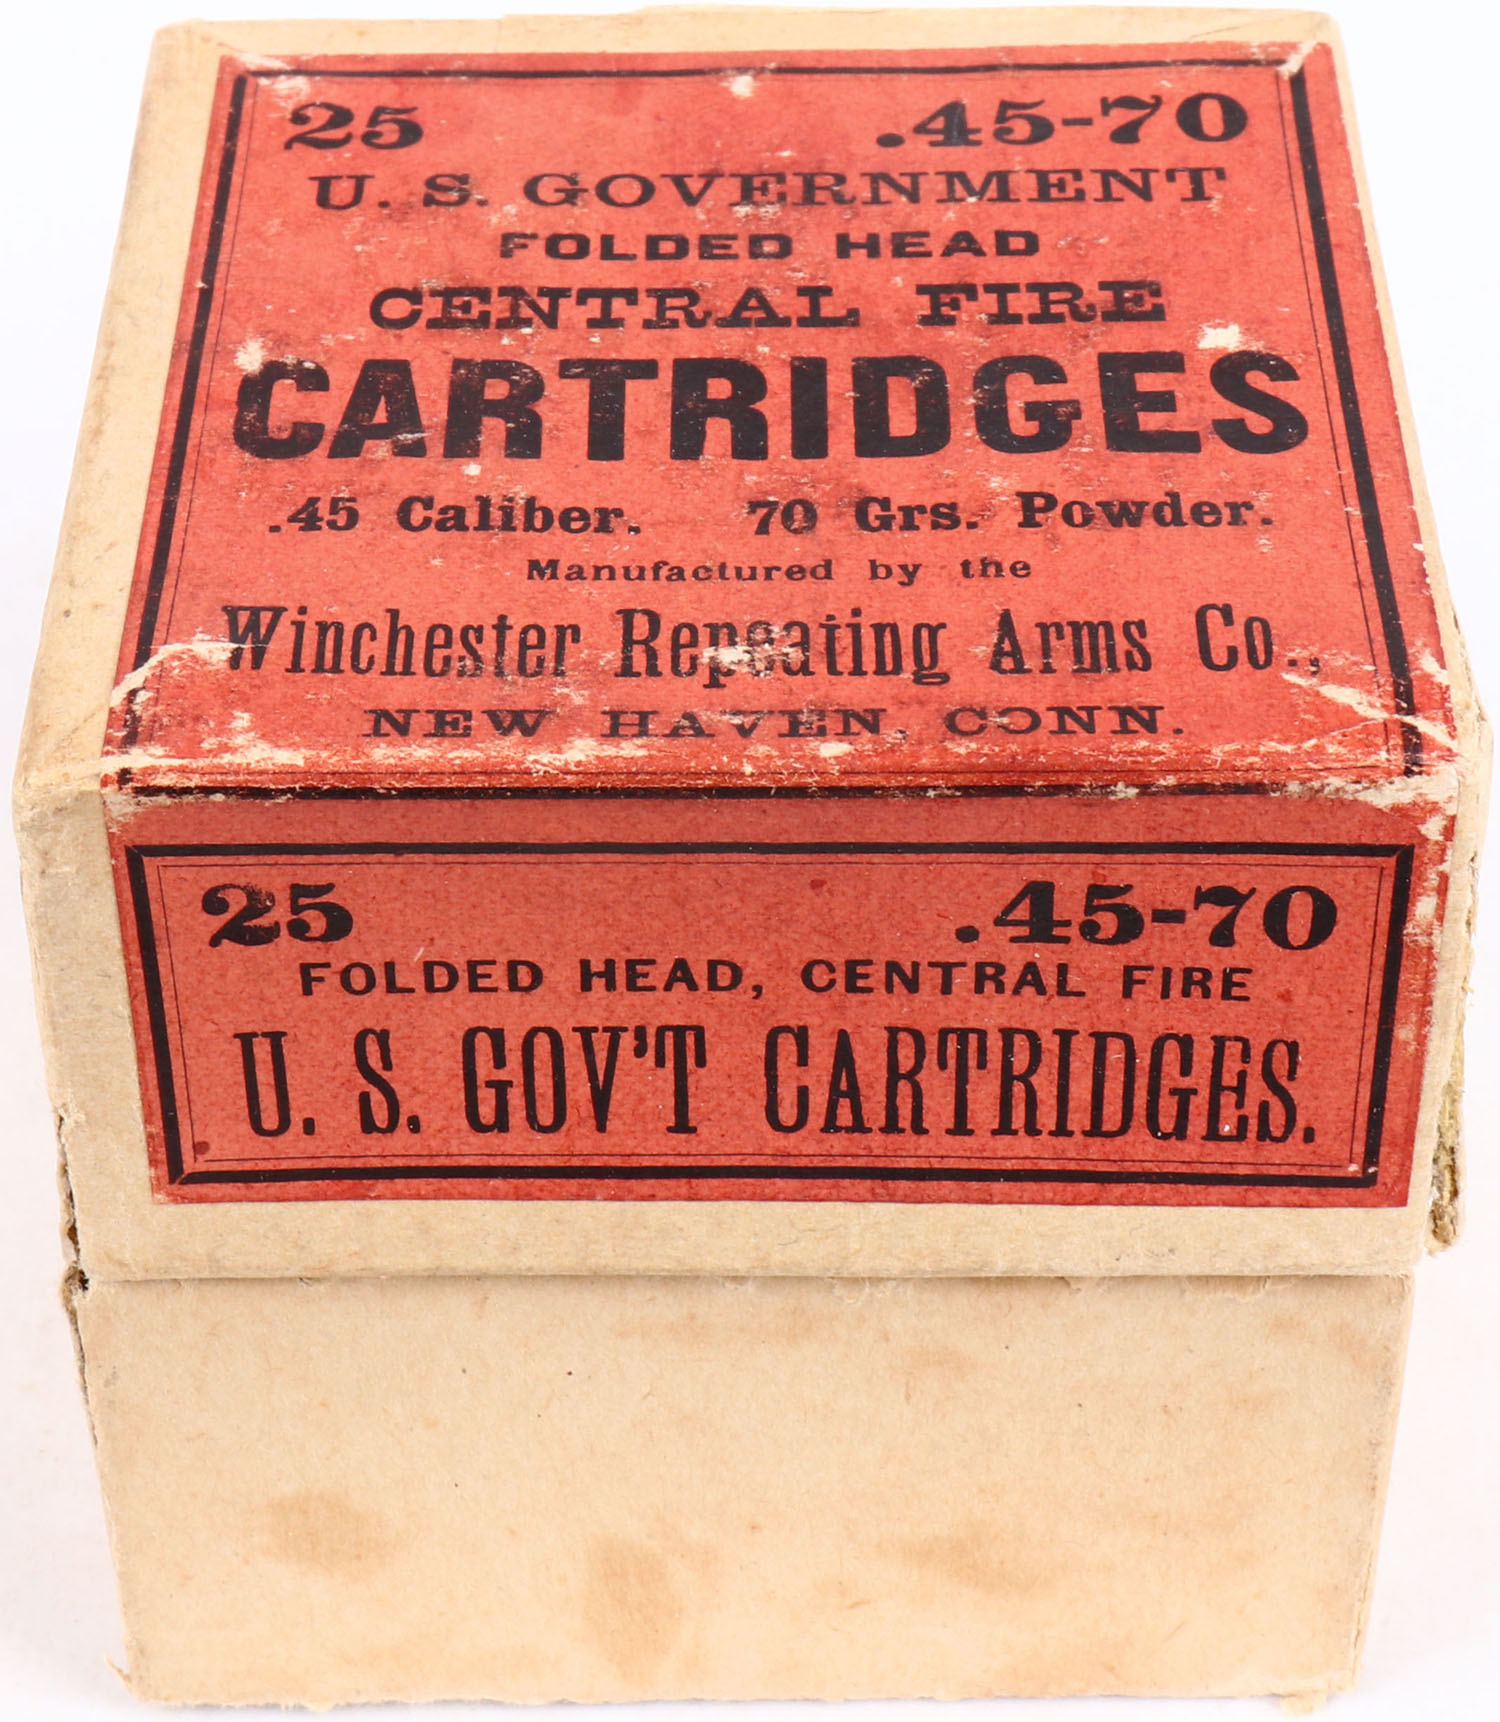 25 .45-70
U. S. GOVERNMENT
FOLDED HEAD
CENTRAL FIRE
CARTRIDGES
.45 Caliber. 70 Grs. Powder.
Manufactured by the
Winchester Repeating Arms Co.,
NEW HAVEN, CONN.
25 .45-70
FOLDED HEAD, CENTRAL FIRE
U. S. GOV'T CARTRIDGES.